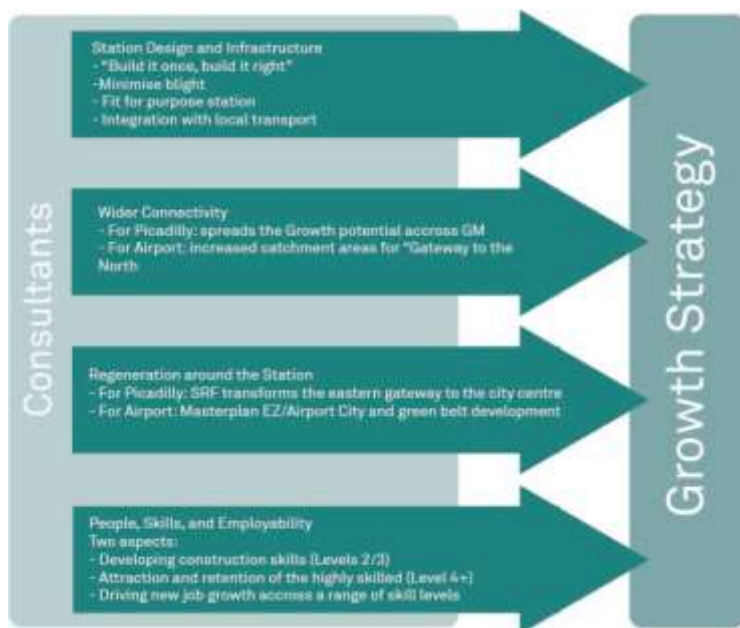 Consultants
Station Design and Infrastructure
- "Build it once, build it right"
-Minimise blight
- Fit for purpose station
- Integration with local transport
Wider Connectivity
- For Picadilly: spreads the Growth potential accross GM
- For Airport: increased catchment areas for "Gateway to the
North
Regeneration around the Station
- For Picadilly: SRF transforms the eastern gateway to the city centre
- For Airport: Masterplan EZ/Airport City and green belt development
People, Skills, and Employability
Two aspects:
- Developing construction skills (Levels 2/3)
- Attraction and retention of the highly skilled (Level 4+)
- Driving new job growth accross a range of skill levels
Growth Strategy